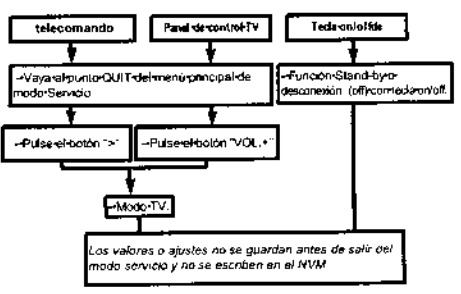 telecomando
Panel de control TV
Tecla on/off de
→Vaya al punto QUIT del menú principal de
modo Servicio
→Función Stand-by o
desconexión (off) con tecla on/off.
→Pulse el botón ">"
→Pulse el botón "VOL.+"
→Modo TV.
Los valores o ajustes no se guardan antes de salir del
modo servicio y no se escriben en el NVM